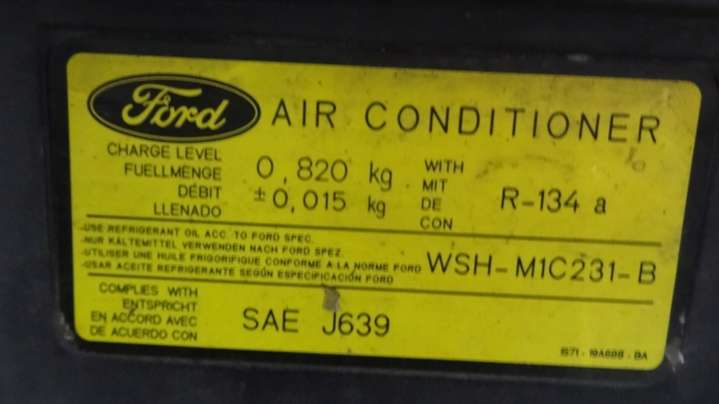 Ford AIR CONDITIONER
CHARGE LEVEL
FUELLMENGE
DÉBIT
LLENADO
0,820 kg
±0,015 kg
WITH
MIT
DE
CON
R-134 a
-USE REFRIGERANT OIL ACC. TO FORD SPEC.
-NUR KÄLTEMITTEL VERWENDEN NACH FORD SPEZ.
-UTILISER UNE HUILE FRIGORIFIQUE CONFORME A LA NORME FORD
-USAR ACEITE REFRIGERANTE SEGÚN ESPECIFICACIÓN FORD
WSH-M1C231-B
COMPLIES WITH
ENTSPRICHT
EN ACCORD AVEC
DE ACUERDO CON
SAE J639